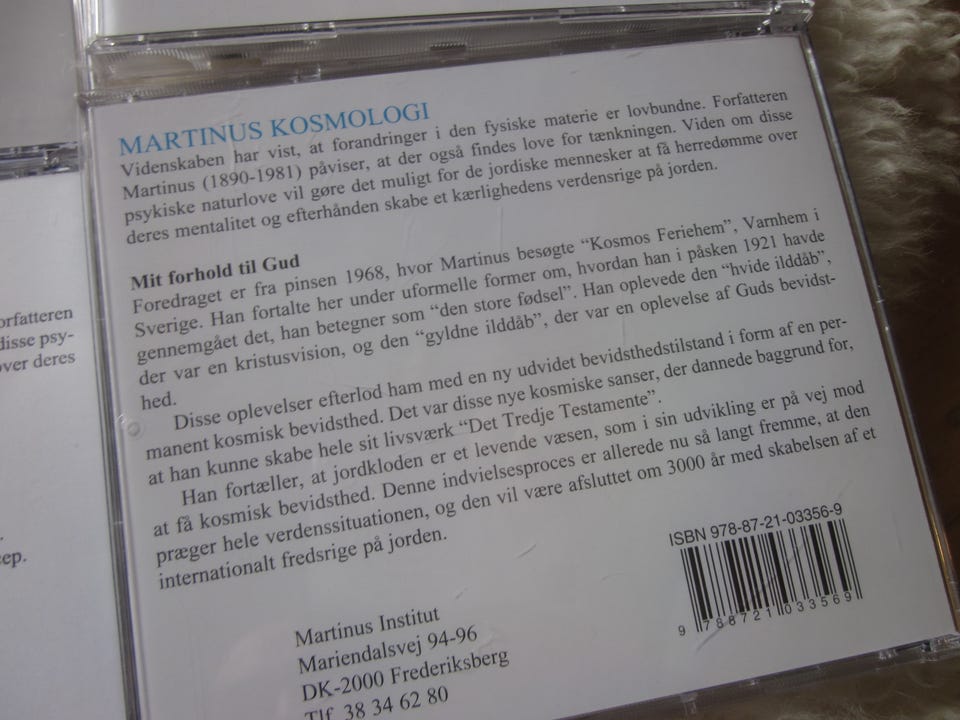 MARTINUS KOSMOLOGI
Videnskaben har vist, at forandringer i den fysiske materie er lovbundne. Forfatteren
Martinus (1890-1981) påviser, at der også findes love for tænkningen. Viden om disse
psykiske naturlove vil gøre det muligt for de jordiske mennesker at få herredømme over
deres mentalitet og efterhånden skabe et kærlighedens verdensrige på jorden.
Mit forhold til Gud
Foredraget er fra pinsen 1968, hvor Martinus besøgte “Kosmos Feriehem”, Varnhem i
Sverige. Han fortalte her under uformelle former om, hvordan han i påsken 1921 havde
gennemgået det, han betegner som “den store fødsel”. Han oplevede den “hvide ilddåb”,
der var en kristusvision, og den “gyldne ilddåb”, der var en oplevelse af Guds bevidst-
hed.
Disse oplevelser efterlod ham med en ny udvidet bevidsthedstilstand i form af en per-
manent kosmisk bevidsthed. Det var disse nye kosmiske sanser, der dannede baggrund for,
at han kunne skabe hele sit livsværk “Det Tredje Testamente”.
Han fortæller, at jordkloden er et levende væsen, som i sin udvikling er på vej mod
at få kosmisk bevidsthed. Denne indvielsesproces er allerede nu så langt fremme, at den
præger hele verdenssituationen, og den vil være afsluttet om 3000 år med skabelsen af et
internationalt fredsrige på jorden.
ISBN 978-87-21-03356-9
9 788721 033569
Martinus Institut
Mariendalsvej 94-96
DK-2000 Frederiksberg
Tlf. 38 34 62 80
orfatteren
disse psy-
over deres
cep.